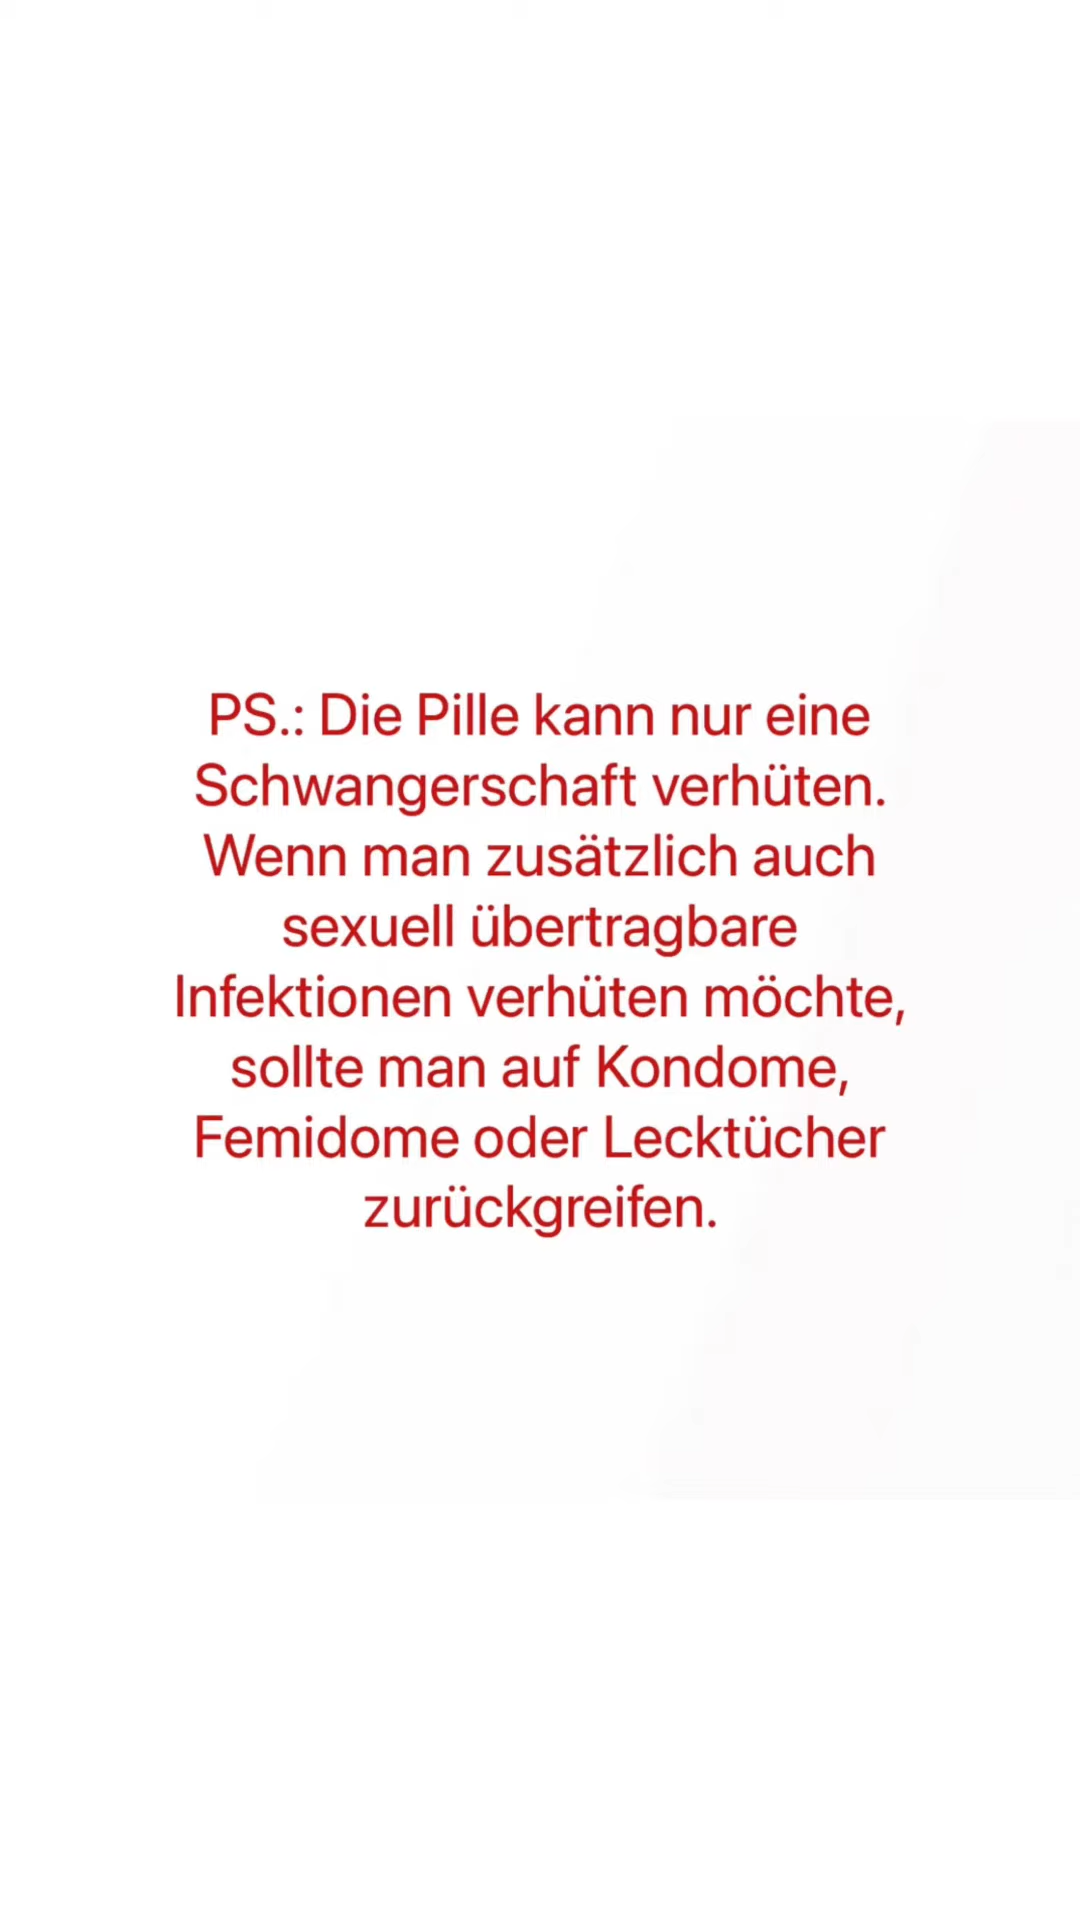 PS.: Die Pille kann nur eine
Schwangerschaft verhüten.
Wenn man zusätzlich auch
sexuell übertragbare
Infektionen verhüten möchte,
sollte man auf Kondome,
Femidome oder Lecktücher
zurückgreifen.